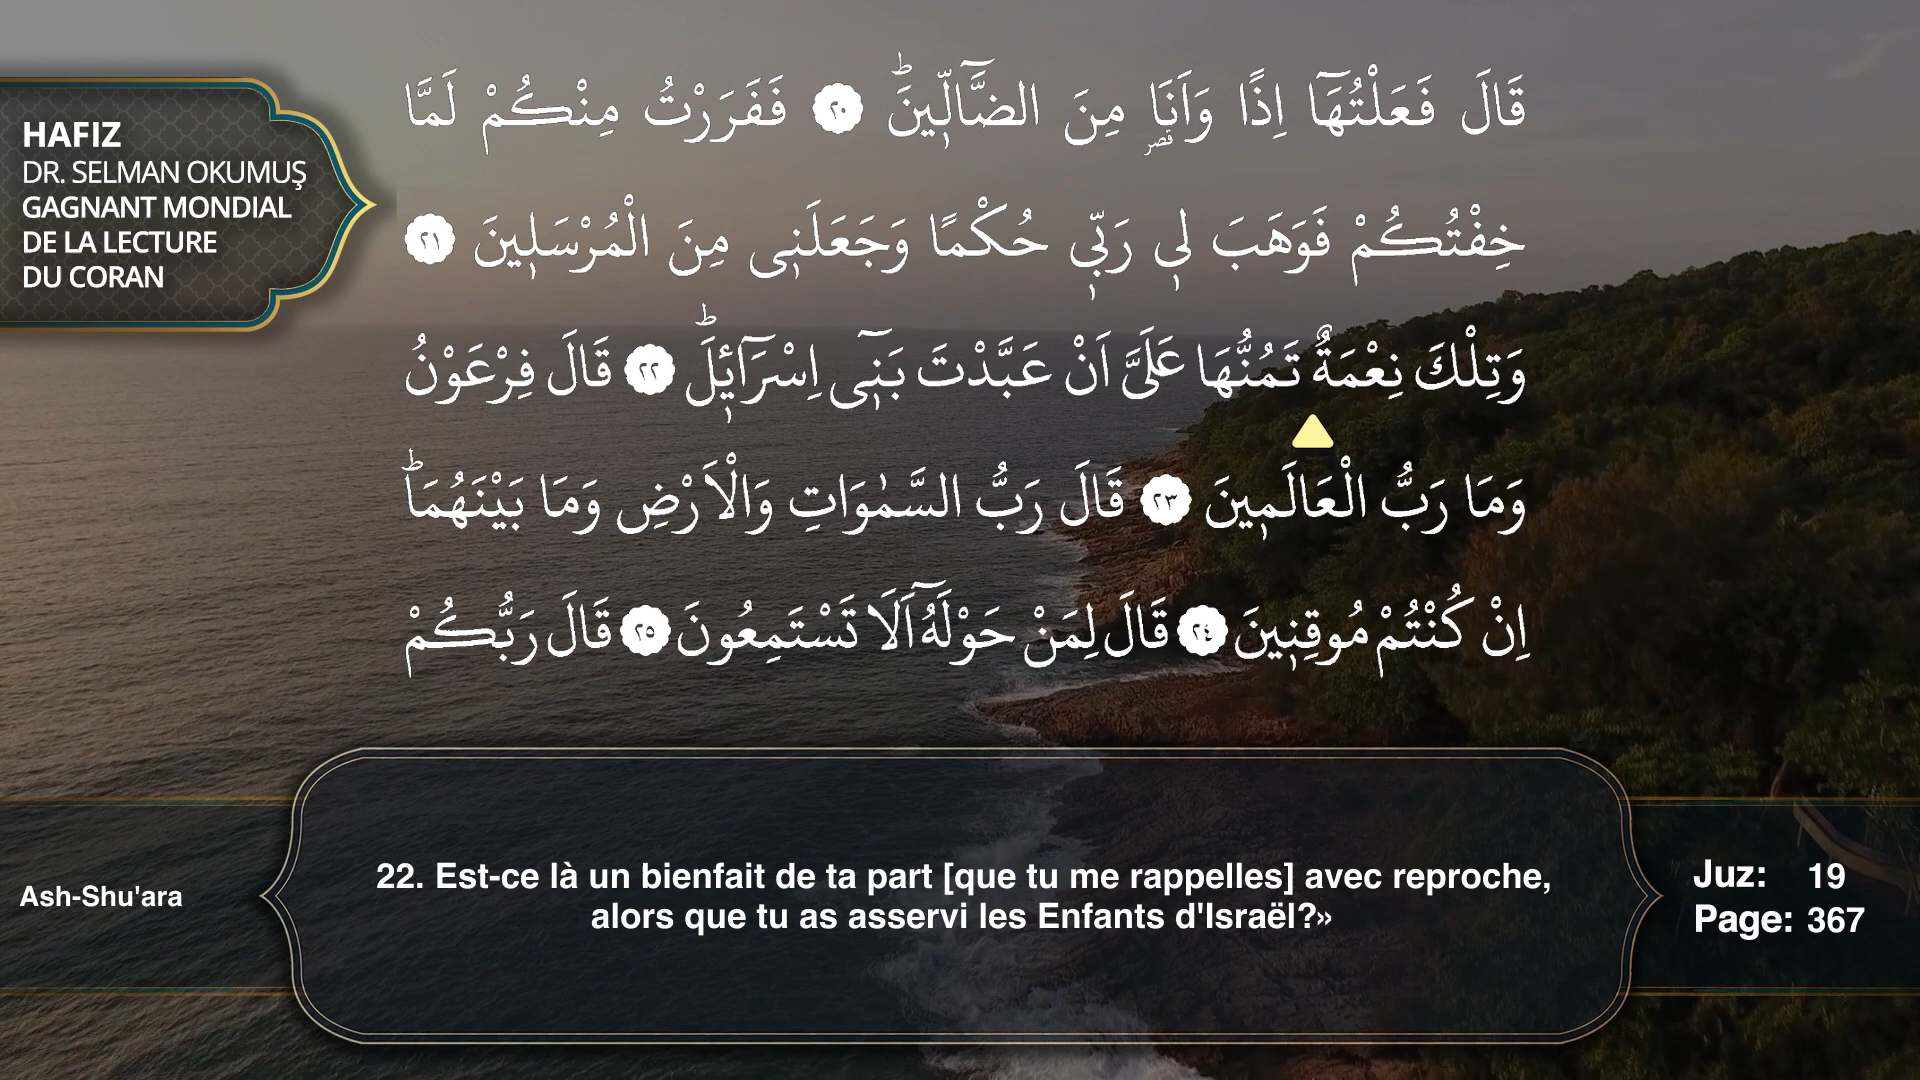 HAFIZ
DR. SELMAN OKUMUŞ
GAGNANT MONDIAL
DE LA LECTURE
DU CORAN
قَالَ فَعَلْتُهَٓا اِذًا وَاَنَا۬ مِنَ الضَّٓالّ۪ينَۜ ﴿٢٠﴾ فَفَرَرْتُ مِنْكُمْ لَمَّا
قصر
خِفْتُكُمْ فَوَهَبَ ل۪ي رَبّ۪ي حُكْمًا وَجَعَلَن۪ي مِنَ الْمُرْسَل۪ينَ ﴿٢١﴾
وَتِلْكَ نِعْمَةٌ تَمُنُّهَا عَلَيَّ اَنْ عَبَّدْتَ بَن۪ٓي اِسْرَٓائ۪لَۜ ﴿٢٢﴾ قَالَ فِرْعَوْنُ
وَمَا رَبُّ الْعَالَم۪ينَ ﴿٢٣﴾ قَالَ رَبُّ السَّمٰوَاتِ وَالْاَرْضِ وَمَا بَيْنَهُمَاۜ
اِنْ كُنْتُمْ مُوقِن۪ينَ ﴿٢٤﴾ قَالَ لِمَنْ حَوْلَهُٓ اَلَا تَسْتَمِعُونَ ﴿٢٥﴾ قَالَ رَبُّكُمْ
22. Est-ce là un bienfait de ta part [que tu me rappelles] avec reproche,
alors que tu as asservi les Enfants d'Israël?»
Ash-Shu'ara
Juz: 19
Page: 367